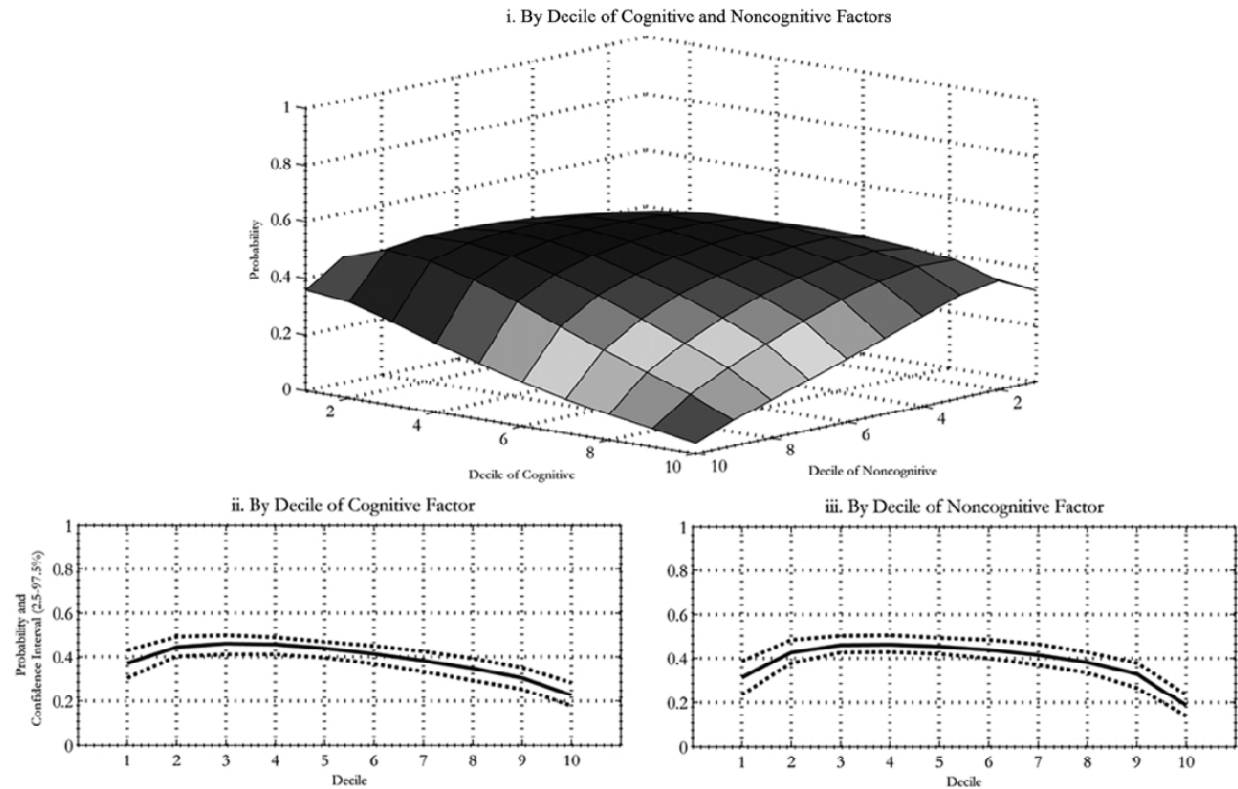 i. By Decile of Cognitive and Noncognitive Factors
1
0.8
0.6
0.4
0.2
0
Probability
2
4
6
8
10
Decile of Cognitive
10
8
6
4
2
Decile of Noncognitive
ii. By Decile of Cognitive Factor
Probability and
Confidence Interval (2.5-97.5%)
1
0.8
0.6
0.4
0.2
0
1 2 3 4 5 6 7 8 9 10
Decile
iii. By Decile of Noncognitive Factor
1
0.8
0.6
0.4
0.2
0
1 2 3 4 5 6 7 8 9 10
Decile